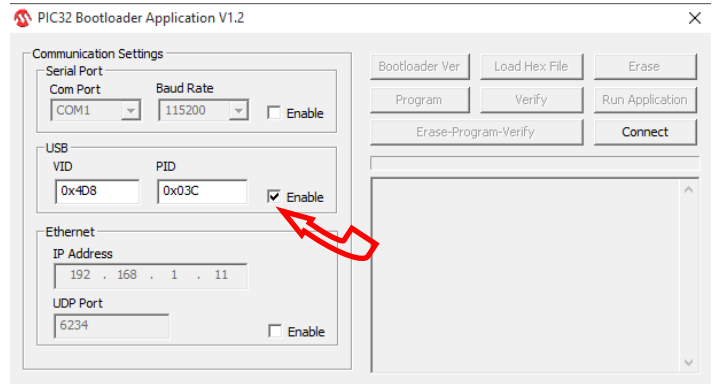 PIC32 Bootloader Application V1.2
Communication Settings
Serial Port
Com Port Baud Rate
COM1 115200 Enable
USB
VID PID
0x4D8 0x03C Enable
Ethernet
IP Address
192 . 168 . 1 . 11
UDP Port
6234 Enable
Bootloader Ver Load Hex File Erase
Program Verify Run Application
Erase-Program-Verify Connect